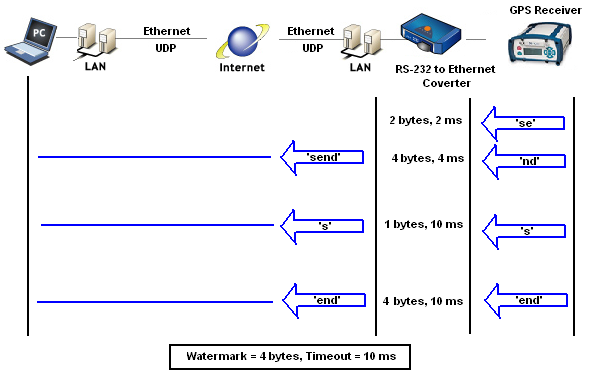 GPS Receiver
PC
Ethernet
UDP
Ethernet
UDP
LAN
Internet
LAN
RS-232 to Ethernet
Coverter
2 bytes, 2 ms
'se'
'send'
4 bytes, 4 ms
'nd'
's'
1 bytes, 10 ms
's'
'end'
4 bytes, 10 ms
'end'
Watermark = 4 bytes, Timeout = 10 ms